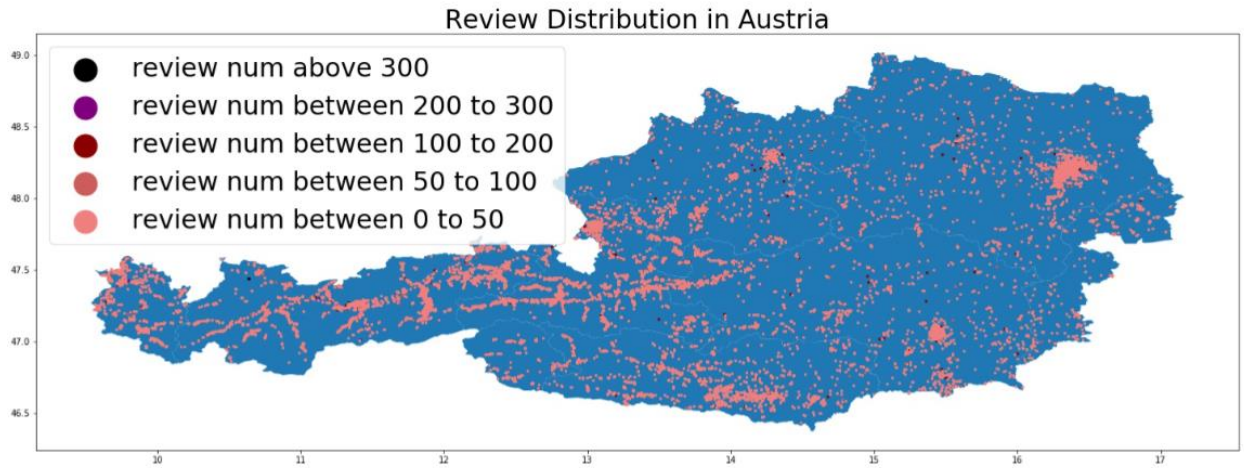 Review Distribution in Austria
49.0
48.5
48.0
47.5
47.0
46.5
review num above 300
review num between 200 to 300
review num between 100 to 200
review num between 50 to 100
review num between 0 to 50
10 11 12 13 14 15 16 17